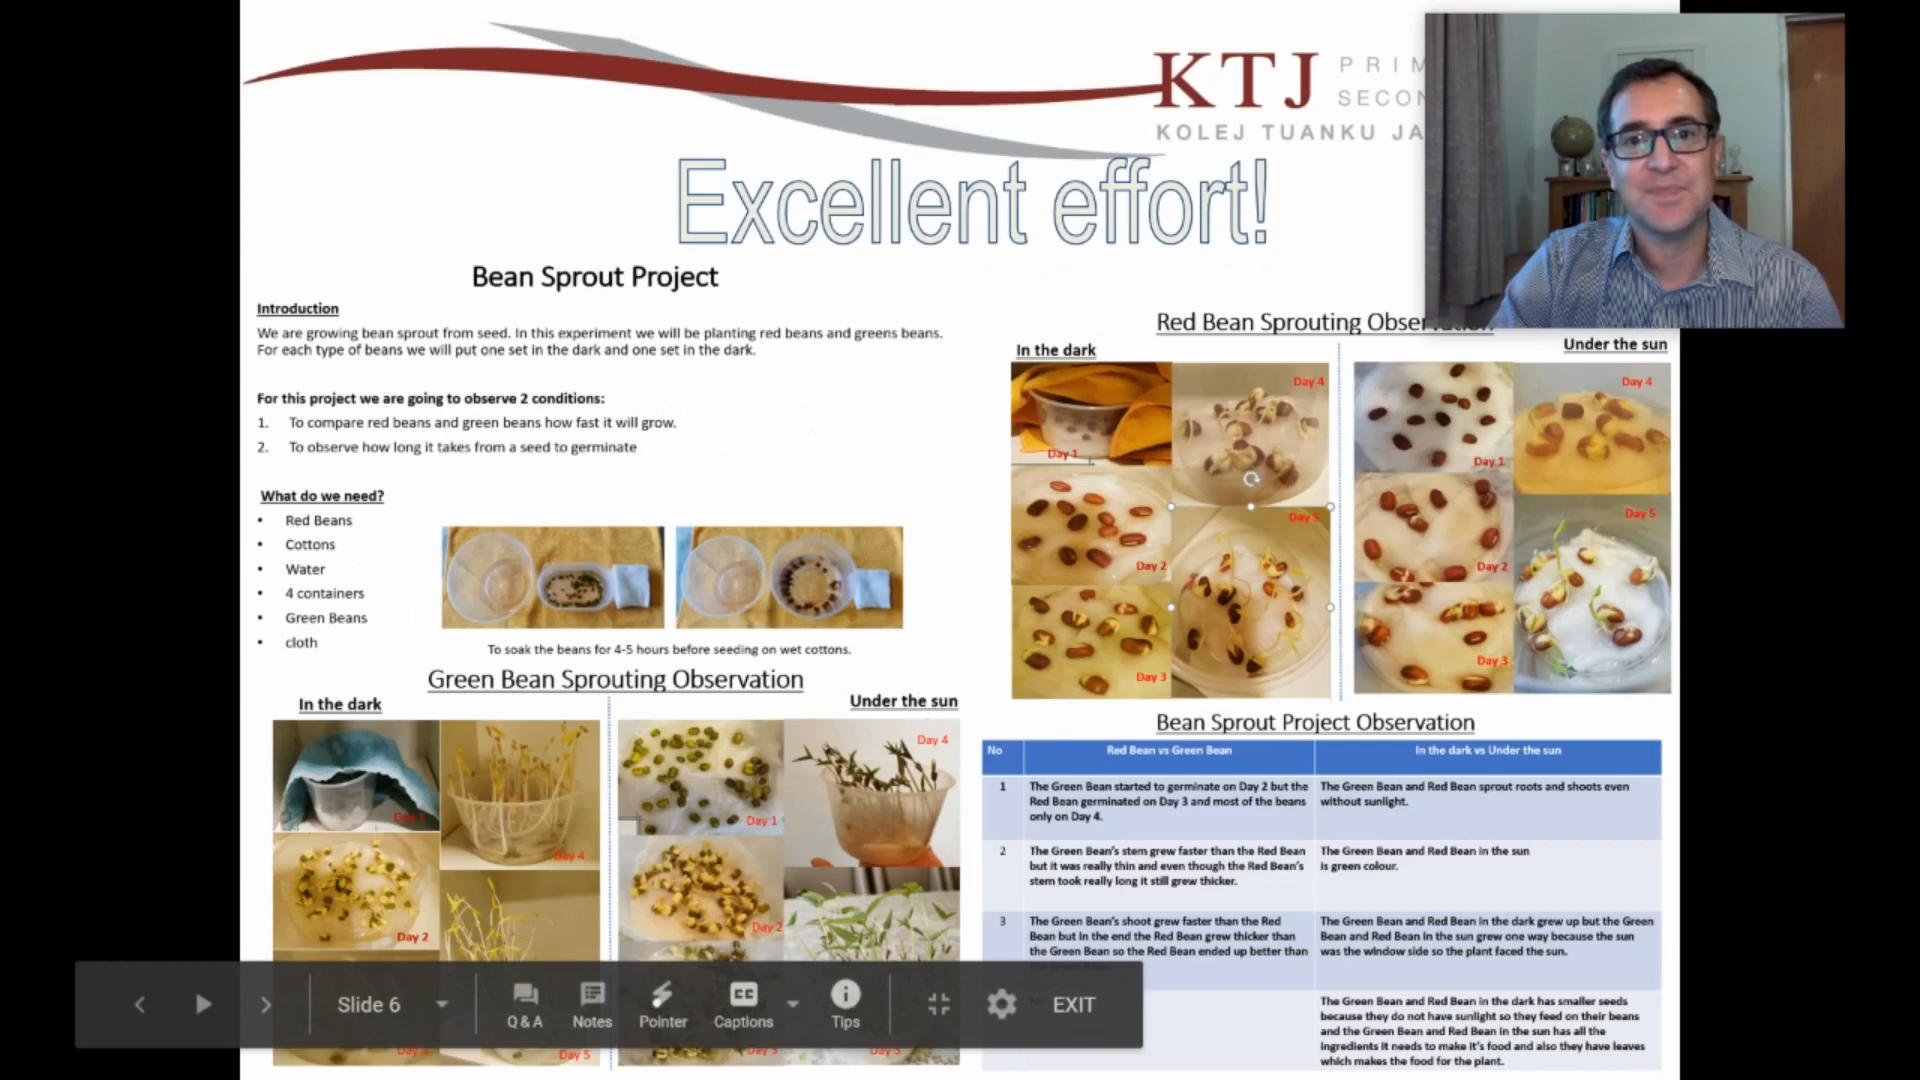 KTJ
PRIM
SECON
KOLEJ TUANKU JA
Excellent effort!
Bean Sprout Project
Introduction
We are growing bean sprout from seed. In this experiment we will be planting red beans and greens beans.
For each type of beans we will put one set in the dark and one set in the dark.
For this project we are going to observe 2 conditions:
1. To compare red beans and green beans how fast it will grow.
2. To observe how long it takes from a seed to germinate
What do we need?
• Red Beans
• Cottons
• Water
• 4 containers
• Green Beans
• cloth
To soak the beans for 4-5 hours before seeding on wet cottons.
Green Bean Sprouting Observation
In the dark
Under the sun
Day 4
Day 2
Day 5
Day 1
Day 4
Day 2
Red Bean Sprouting Observation
In the dark
Under the sun
Day 1
Day 4
Day 2
Day 5
Day 3
Day 1
Day 4
Day 2
Day 5
Day 3
Bean Sprout Project Observation
No Red Bean vs Green Bean In the dark vs Under the sun
1
The Green Bean started to germinate on Day 2 but the
Red Bean germinated on Day 3 and most of the beans
only on Day 4.
The Green Bean and Red Bean sprout roots and shoots even
without sunlight.
2
The Green Bean's stem grew faster than the Red Bean
but it was really thin and even though the Red Bean's
stem took really long it still grew thicker.
The Green Bean and Red Bean in the sun
is green colour.
3
The Green Bean's shoot grew faster than the Red
Bean but in the end the Red Bean grew thicker than
the Green Bean so the Red Bean ended up better than
The Green Bean and Red Bean in the dark grew up but the Green
Bean and Red Bean in the sun grew one way because the sun
was the window side so the plant faced the sun.
The Green Bean and Red Bean in the dark has smaller seeds
because they do not have sunlight so they feed on their beans
and the Green Bean and Red Bean in the sun has all the
ingredients it needs to make it's food and also they have leaves
which makes the food for the plant.
Slide 6
Q & A
Notes
Pointer
CC
Captions
Tips
EXIT